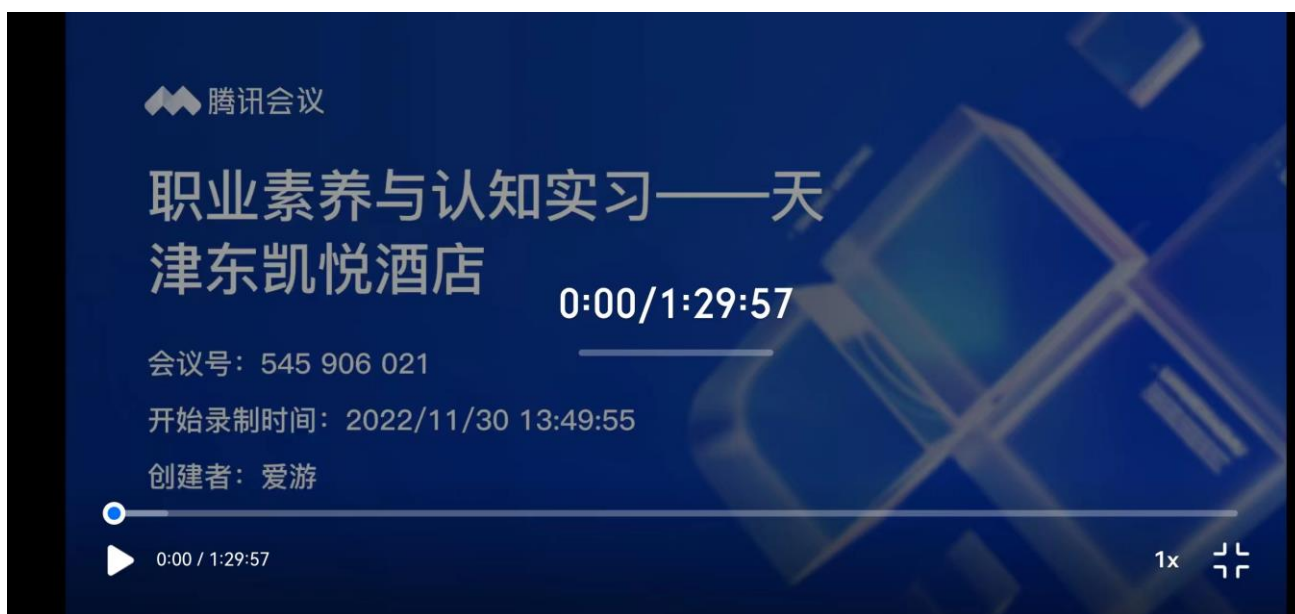 腾讯会议
职业素养与认知实习——天
津东凯悦酒店
0:00/1:29:57
会议号：545 906 021
开始录制时间：2022/11/30 13:49:55
创建者：爱游
0:00 / 1:29:57
1x